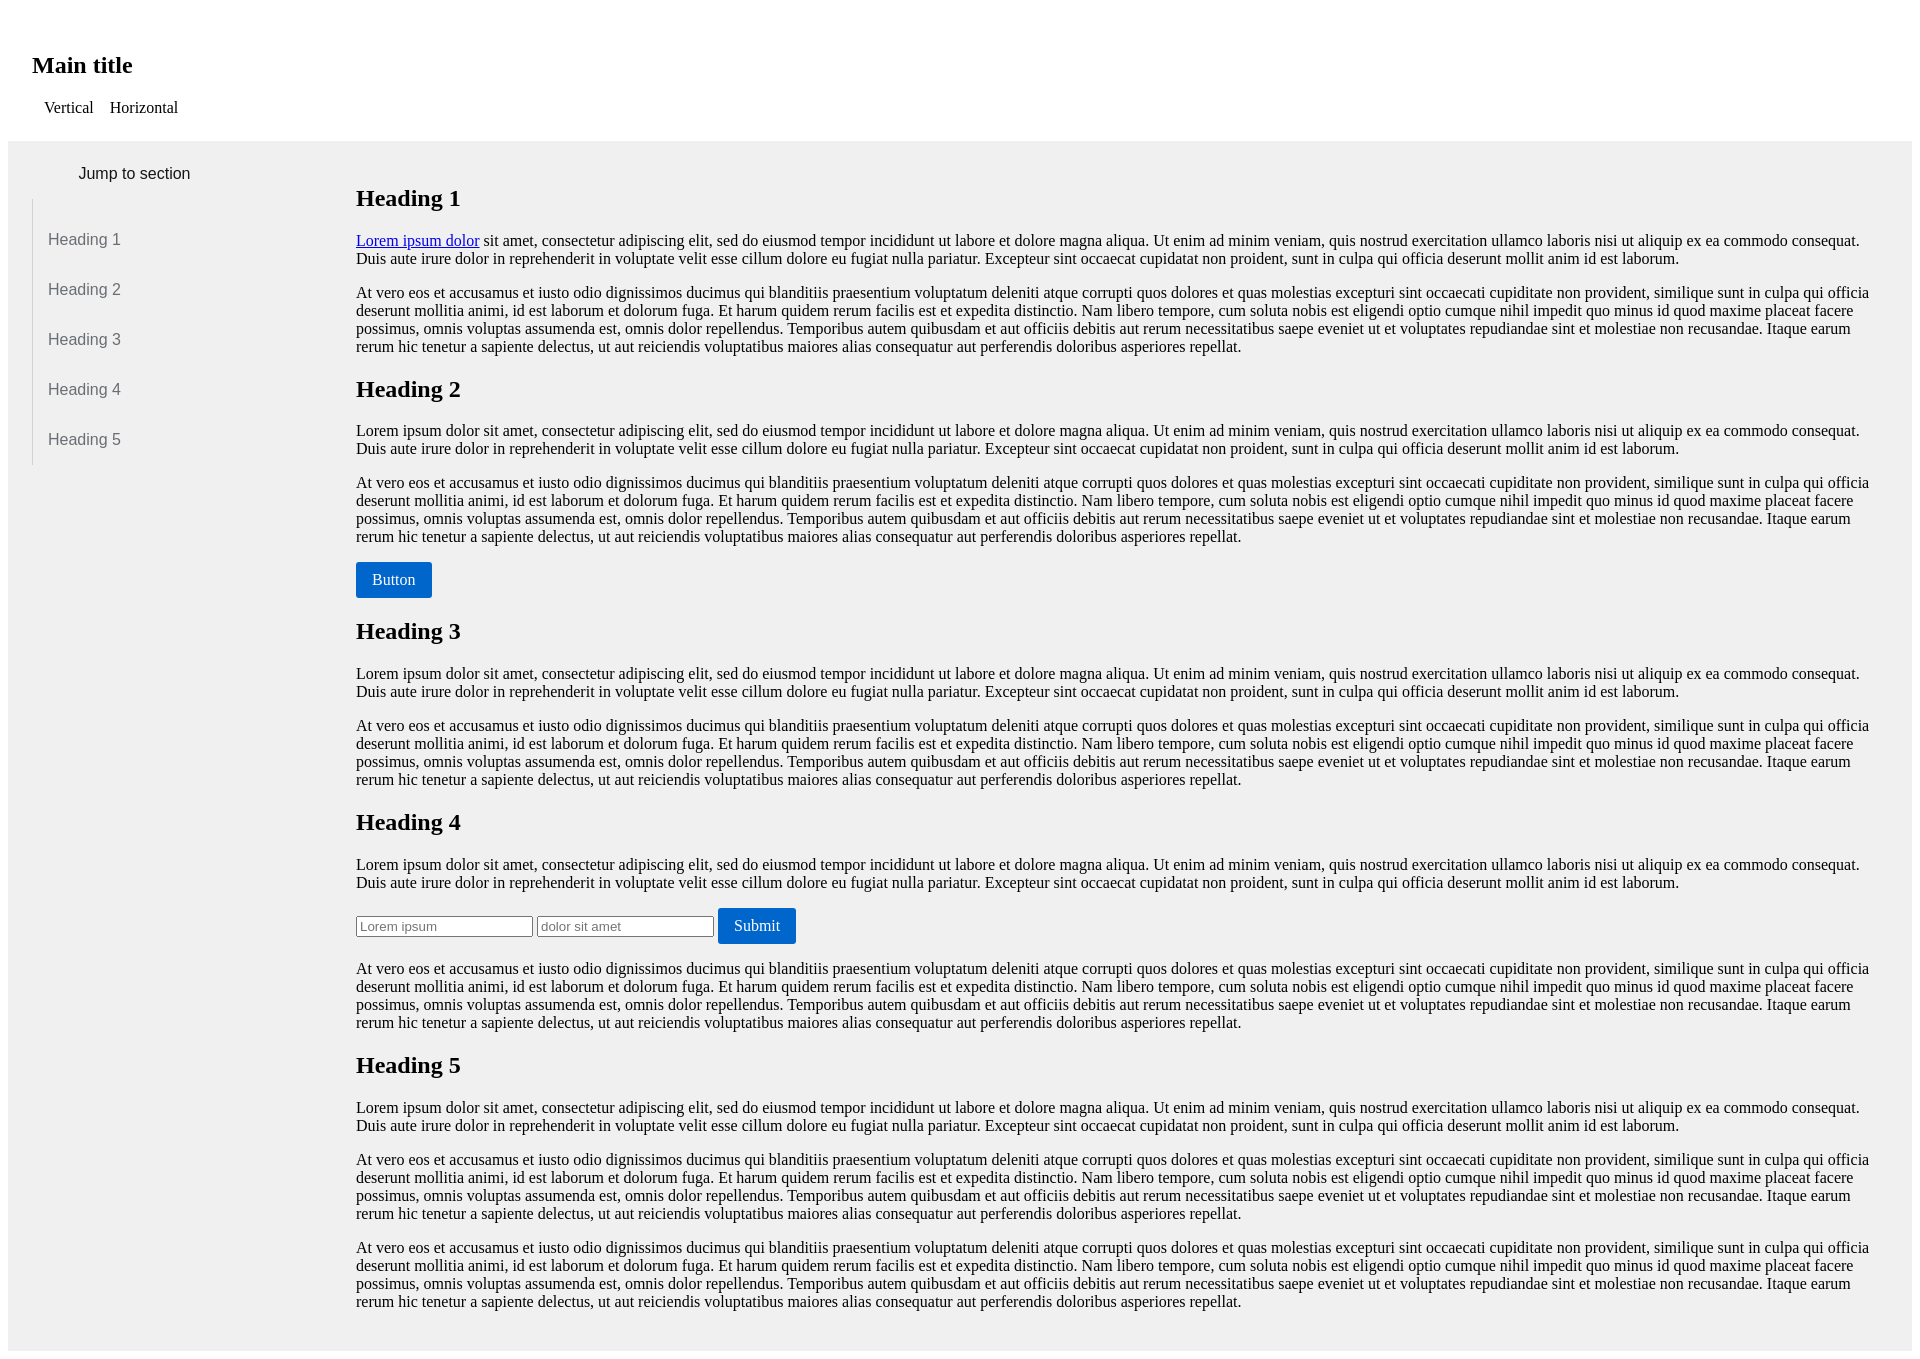 Main title
Vertical Horizontal
Jump to section
Heading 1
Heading 2
Heading 3
Heading 4
Heading 5
Heading 1
Lorem ipsum dolor sit amet, consectetur adipiscing elit, sed do eiusmod tempor incididunt ut labore et dolore magna aliqua. Ut enim ad minim veniam, quis nostrud exercitation ullamco laboris nisi ut aliquip ex ea commodo consequat.
Duis aute irure dolor in reprehenderit in voluptate velit esse cillum dolore eu fugiat nulla pariatur. Excepteur sint occaecat cupidatat non proident, sunt in culpa qui officia deserunt mollit anim id est laborum.
At vero eos et accusamus et iusto odio dignissimos ducimus qui blanditiis praesentium voluptatum deleniti atque corrupti quos dolores et quas molestias excepturi sint occaecati cupiditate non provident, similique sunt in culpa qui officia
deserunt mollitia animi, id est laborum et dolorum fuga. Et harum quidem rerum facilis est et expedita distinctio. Nam libero tempore, cum soluta nobis est eligendi optio cumque nihil impedit quo minus id quod maxime placeat facere
possimus, omnis voluptas assumenda est, omnis dolor repellendus. Temporibus autem quibusdam et aut officiis debitis aut rerum necessitatibus saepe eveniet ut et voluptates repudiandae sint et molestiae non recusandae. Itaque earum
rerum hic tenetur a sapiente delectus, ut aut reiciendis voluptatibus maiores alias consequatur aut perferendis doloribus asperiores repellat.
Heading 2
Lorem ipsum dolor sit amet, consectetur adipiscing elit, sed do eiusmod tempor incididunt ut labore et dolore magna aliqua. Ut enim ad minim veniam, quis nostrud exercitation ullamco laboris nisi ut aliquip ex ea commodo consequat.
Duis aute irure dolor in reprehenderit in voluptate velit esse cillum dolore eu fugiat nulla pariatur. Excepteur sint occaecat cupidatat non proident, sunt in culpa qui officia deserunt mollit anim id est laborum.
At vero eos et accusamus et iusto odio dignissimos ducimus qui blanditiis praesentium voluptatum deleniti atque corrupti quos dolores et quas molestias excepturi sint occaecati cupiditate non provident, similique sunt in culpa qui officia
deserunt mollitia animi, id est laborum et dolorum fuga. Et harum quidem rerum facilis est et expedita distinctio. Nam libero tempore, cum soluta nobis est eligendi optio cumque nihil impedit quo minus id quod maxime placeat facere
possimus, omnis voluptas assumenda est, omnis dolor repellendus. Temporibus autem quibusdam et aut officiis debitis aut rerum necessitatibus saepe eveniet ut et voluptates repudiandae sint et molestiae non recusandae. Itaque earum
rerum hic tenetur a sapiente delectus, ut aut reiciendis voluptatibus maiores alias consequatur aut perferendis doloribus asperiores repellat.
Button
Heading 3
Lorem ipsum dolor sit amet, consectetur adipiscing elit, sed do eiusmod tempor incididunt ut labore et dolore magna aliqua. Ut enim ad minim veniam, quis nostrud exercitation ullamco laboris nisi ut aliquip ex ea commodo consequat.
Duis aute irure dolor in reprehenderit in voluptate velit esse cillum dolore eu fugiat nulla pariatur. Excepteur sint occaecat cupidatat non proident, sunt in culpa qui officia deserunt mollit anim id est laborum.
At vero eos et accusamus et iusto odio dignissimos ducimus qui blanditiis praesentium voluptatum deleniti atque corrupti quos dolores et quas molestias excepturi sint occaecati cupiditate non provident, similique sunt in culpa qui officia
deserunt mollitia animi, id est laborum et dolorum fuga. Et harum quidem rerum facilis est et expedita distinctio. Nam libero tempore, cum soluta nobis est eligendi optio cumque nihil impedit quo minus id quod maxime placeat facere
possimus, omnis voluptas assumenda est, omnis dolor repellendus. Temporibus autem quibusdam et aut officiis debitis aut rerum necessitatibus saepe eveniet ut et voluptates repudiandae sint et molestiae non recusandae. Itaque earum
rerum hic tenetur a sapiente delectus, ut aut reiciendis voluptatibus maiores alias consequatur aut perferendis doloribus asperiores repellat.
Heading 4
Lorem ipsum dolor sit amet, consectetur adipiscing elit, sed do eiusmod tempor incididunt ut labore et dolore magna aliqua. Ut enim ad minim veniam, quis nostrud exercitation ullamco laboris nisi ut aliquip ex ea commodo consequat.
Duis aute irure dolor in reprehenderit in voluptate velit esse cillum dolore eu fugiat nulla pariatur. Excepteur sint occaecat cupidatat non proident, sunt in culpa qui officia deserunt mollit anim id est laborum.
Lorem ipsum dolor sit amet Submit
At vero eos et accusamus et iusto odio dignissimos ducimus qui blanditiis praesentium voluptatum deleniti atque corrupti quos dolores et quas molestias excepturi sint occaecati cupiditate non provident, similique sunt in culpa qui officia
deserunt mollitia animi, id est laborum et dolorum fuga. Et harum quidem rerum facilis est et expedita distinctio. Nam libero tempore, cum soluta nobis est eligendi optio cumque nihil impedit quo minus id quod maxime placeat facere
possimus, omnis voluptas assumenda est, omnis dolor repellendus. Temporibus autem quibusdam et aut officiis debitis aut rerum necessitatibus saepe eveniet ut et voluptates repudiandae sint et molestiae non recusandae. Itaque earum
rerum hic tenetur a sapiente delectus, ut aut reiciendis voluptatibus maiores alias consequatur aut perferendis doloribus asperiores repellat.
Heading 5
Lorem ipsum dolor sit amet, consectetur adipiscing elit, sed do eiusmod tempor incididunt ut labore et dolore magna aliqua. Ut enim ad minim veniam, quis nostrud exercitation ullamco laboris nisi ut aliquip ex ea commodo consequat.
Duis aute irure dolor in reprehenderit in voluptate velit esse cillum dolore eu fugiat nulla pariatur. Excepteur sint occaecat cupidatat non proident, sunt in culpa qui officia deserunt mollit anim id est laborum.
At vero eos et accusamus et iusto odio dignissimos ducimus qui blanditiis praesentium voluptatum deleniti atque corrupti quos dolores et quas molestias excepturi sint occaecati cupiditate non provident, similique sunt in culpa qui officia
deserunt mollitia animi, id est laborum et dolorum fuga. Et harum quidem rerum facilis est et expedita distinctio. Nam libero tempore, cum soluta nobis est eligendi optio cumque nihil impedit quo minus id quod maxime placeat facere
possimus, omnis voluptas assumenda est, omnis dolor repellendus. Temporibus autem quibusdam et aut officiis debitis aut rerum necessitatibus saepe eveniet ut et voluptates repudiandae sint et molestiae non recusandae. Itaque earum
rerum hic tenetur a sapiente delectus, ut aut reiciendis voluptatibus maiores alias consequatur aut perferendis doloribus asperiores repellat.
At vero eos et accusamus et iusto odio dignissimos ducimus qui blanditiis praesentium voluptatum deleniti atque corrupti quos dolores et quas molestias excepturi sint occaecati cupiditate non provident, similique sunt in culpa qui officia
deserunt mollitia animi, id est laborum et dolorum fuga. Et harum quidem rerum facilis est et expedita distinctio. Nam libero tempore, cum soluta nobis est eligendi optio cumque nihil impedit quo minus id quod maxime placeat facere
possimus, omnis voluptas assumenda est, omnis dolor repellendus. Temporibus autem quibusdam et aut officiis debitis aut rerum necessitatibus saepe eveniet ut et voluptates repudiandae sint et molestiae non recusandae. Itaque earum
rerum hic tenetur a sapiente delectus, ut aut reiciendis voluptatibus maiores alias consequatur aut perferendis doloribus asperiores repellat.